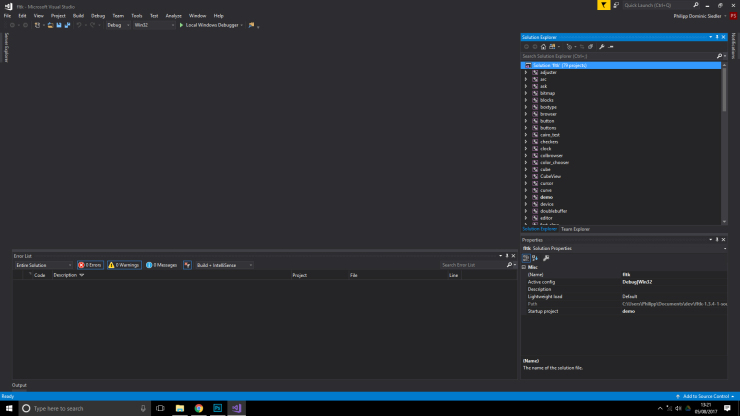 fltk - Microsoft Visual Studio
Quick Launch (Ctrl+Q)
File Edit View Project Build Debug Team Tools Test Analyze Window Help
Philipp Dominic Siedler PS
Debug Win32 Local Windows Debugger
Server Explorer
Notifications
Solution Explorer
Search Solution Explorer (Ctrl+;)
Solution 'fltk' (79 projects)
adjuster
arc
ask
bitmap
blocks
boxtype
browser
button
buttons
cairo_test
checkers
clock
colbrowser
color_chooser
cube
CubeView
cursor
curve
demo
device
doublebuffer
editor
Solution Explorer Team Explorer
Properties
fltk Solution Properties
Misc
(Name) fltk
Active config Debug|Win32
Description
Lightweight load Default
Path C:\Users\Philipp\Documents\dev\fltk-1.3.4-1-sou
Startup project demo
(Name)
The name of the solution file.
Error List
Entire Solution 0 Errors 0 Warnings 0 Messages Build + IntelliSense
Search Error List
Code Description Project File Line
Output
Ready
Add to Source Control
Type here to search
13:21
05/08/2017